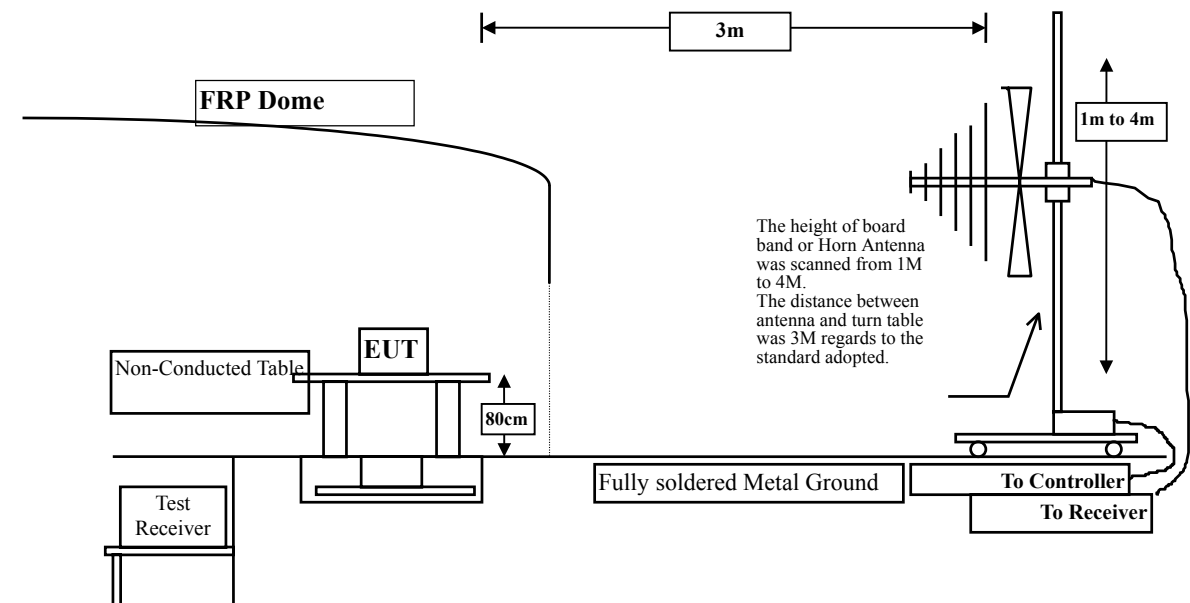 3m
FRP Dome
1m to 4m
The height of board
band or Horn Antenna
was scanned from 1M
to 4M.
The distance between
antenna and turn table
was 3M regards to the
standard adopted.
EUT
Non-Conducted Table
80cm
Fully soldered Metal Ground
To Controller
Test
Receiver
To Receiver